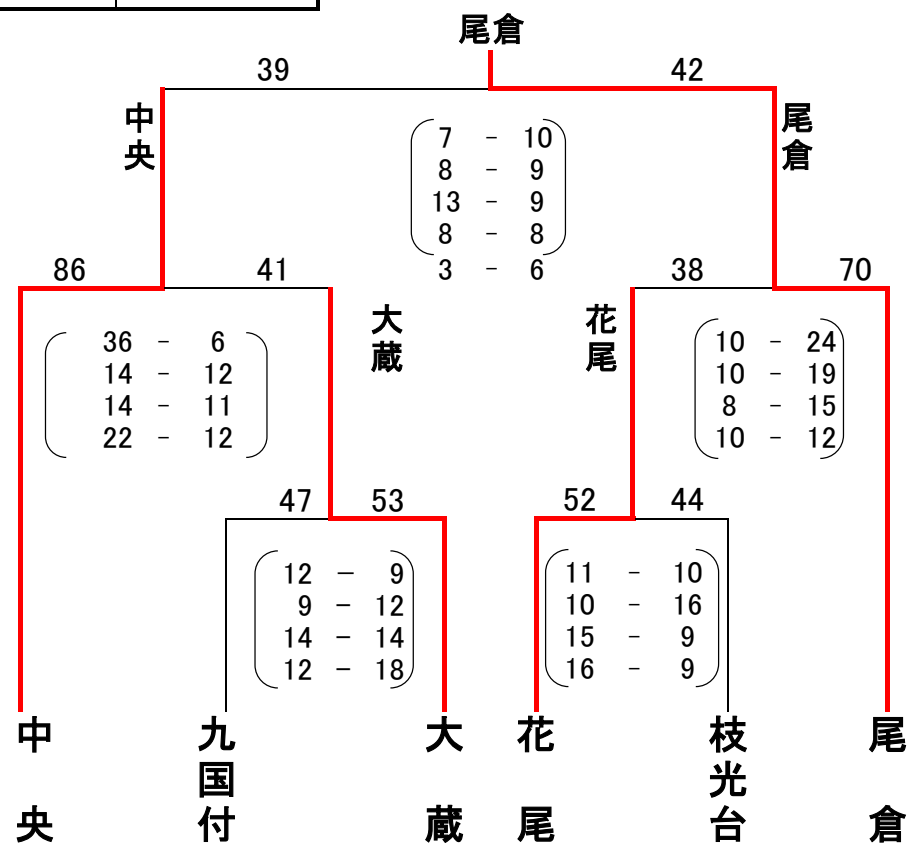 尾倉
39 42
中央 尾倉
7 - 10
8 - 9
13 - 9
8 - 8
3 - 6
86 41 38 70
大蔵 花尾
36 - 6
14 - 12
14 - 11
22 - 12
10 - 24
10 - 19
8 - 15
10 - 12
47 53 52 44
12 - 9
9 - 12
14 - 14
12 - 18
11 - 10
10 - 16
15 - 9
16 - 9
中央
九国付
大蔵
花尾
枝光台
尾倉